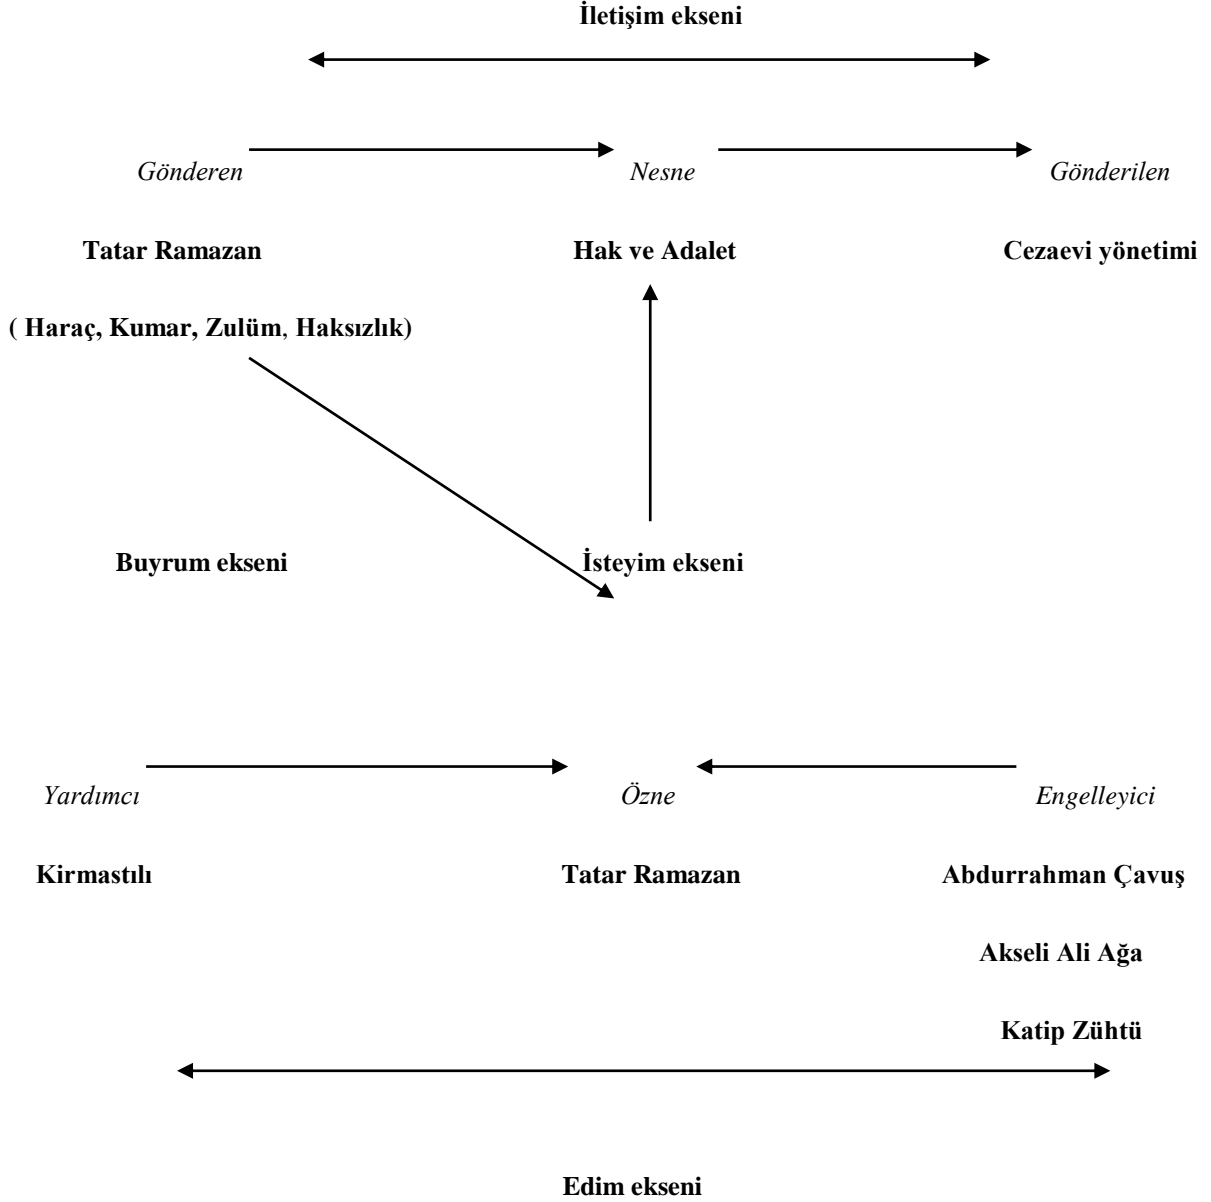 İletişim ekseni
Gönderen Nesne Gönderilen
Tatar Ramazan Hak ve Adalet Cezaevi yönetimi
( Haraç, Kumar, Zulüm, Haksızlık)
Buyrum ekseni İsteyim ekseni
Yardımcı Özne Engelleyici
Kirmastılı Tatar Ramazan Abdurrahman Çavuş
Akseli Ali Ağa
Katip Zühtü
Edim ekseni